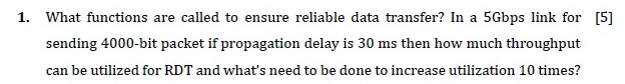 1. What functions are called to ensure reliable data transfer? In a 5Gbps link for [5]
sending 4000-bit packet if propagation delay is 30 ms then how much throughput
can be utilized for RDT and what's need to be done to increase utilization 10 times?